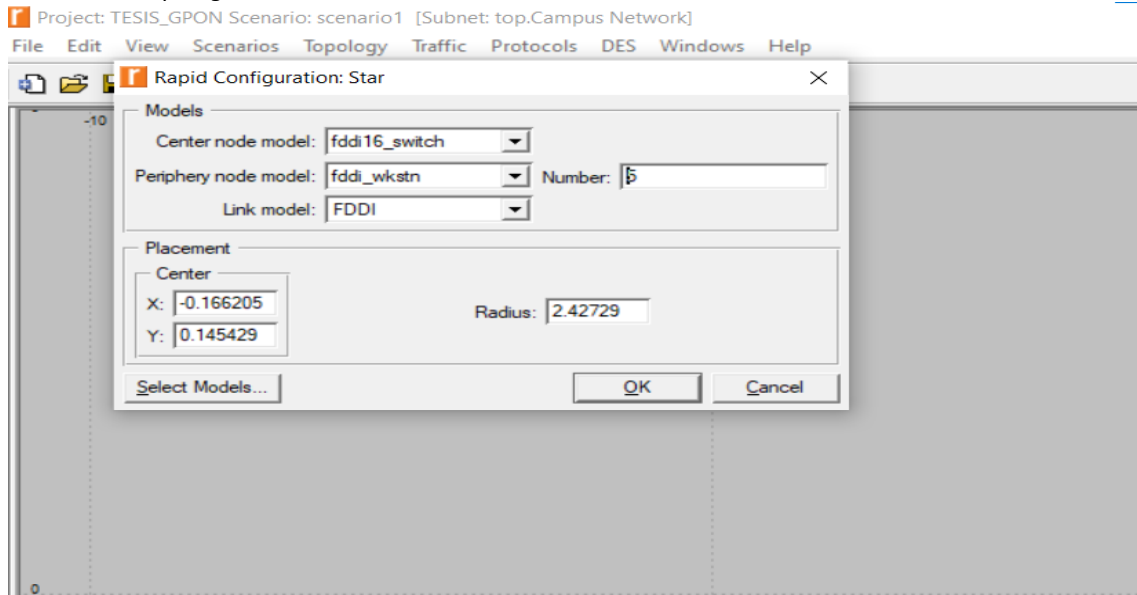 Project: TESIS_GPON Scenario: scenario1 [Subnet: top.Campus Network]
File Edit View Scenarios Topology Traffic Protocols DES Windows Help
Rapid Configuration: Star
-10
Models
Center node model: fddi16_switch
Periphery node model: fddi_wkstn Number:
Link model: FDDI
Placement
Center
X: -0.166205
Radius: 2.42729
Y: 0.145429
Select Models... OK Cancel
0